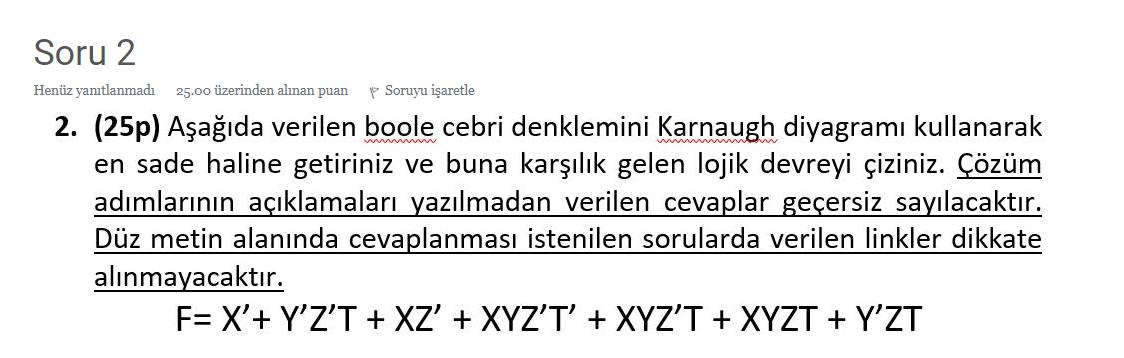 Soru 2
Henüz yanıtlanmadı 25.00 üzerinden alınan puan Soruyu işaretle
2. (25p) Aşağıda verilen boole cebri denklemini Karnaugh diyagramı kullanarak
en sade haline getiriniz ve buna karşılık gelen lojik devreyi çiziniz. Çözüm
adımlarının açıklamaları yazılmadan verilen cevaplar geçersiz sayılacaktır.
Düz metin alanında cevaplanması istenilen sorularda verilen linkler dikkate
alınmayacaktır.
F= X’+ Y’Z’T + XZ’ + XYZ’T’ + XYZ’T + XYZT + Y’ZT